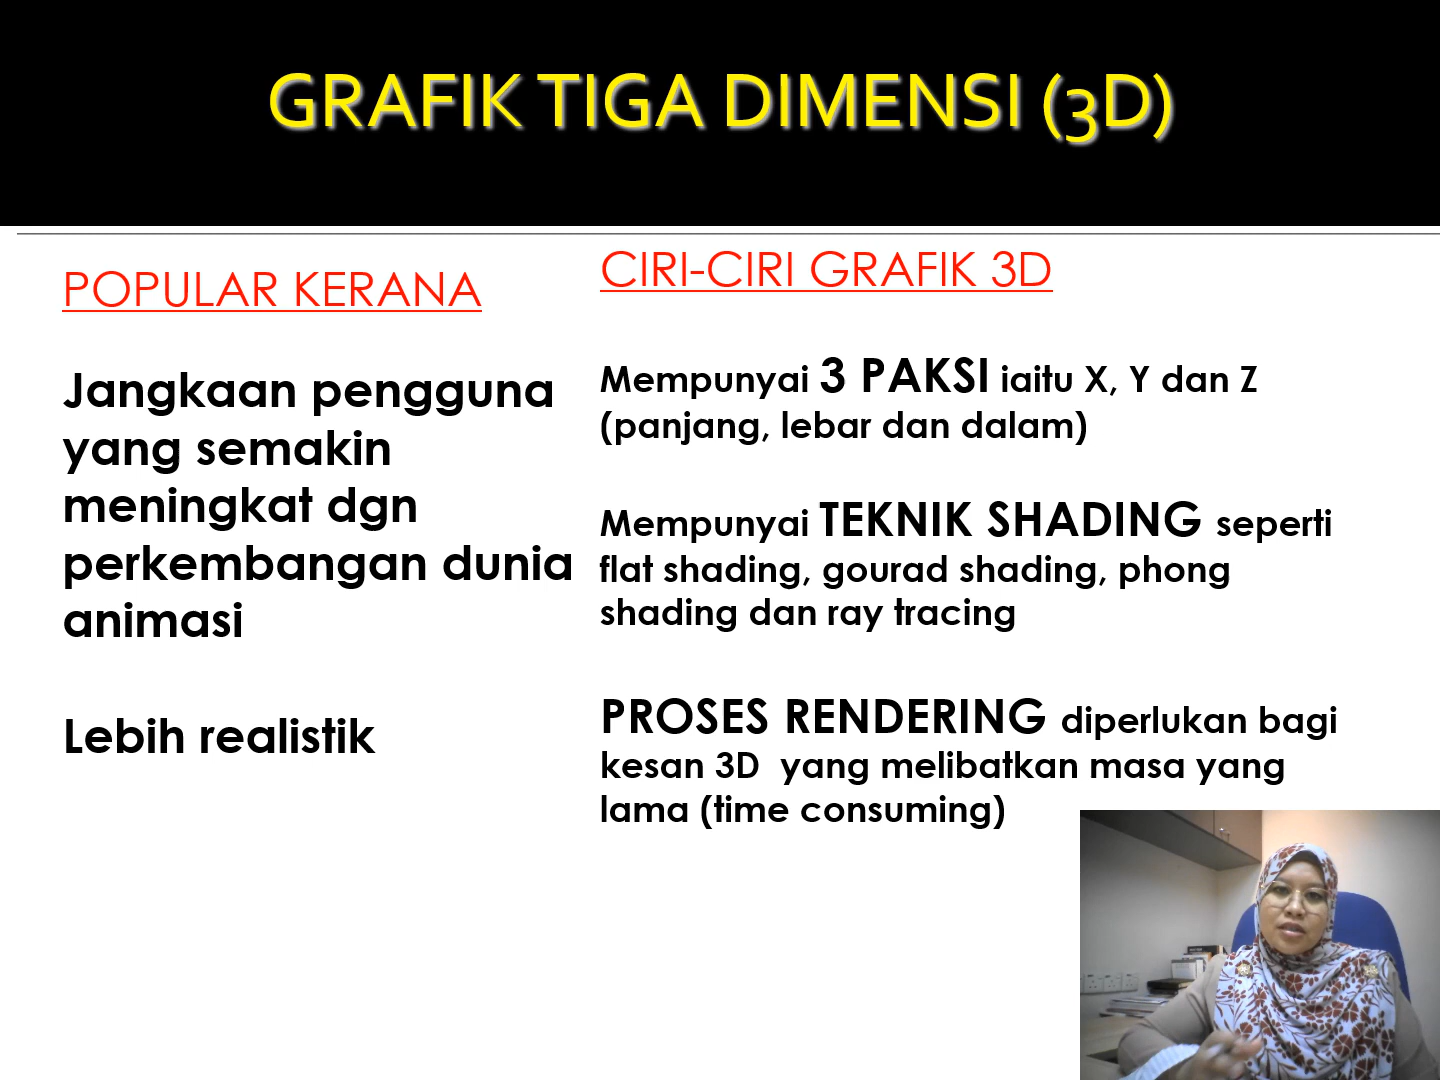 GRAFIK TIGA DIMENSI (3D)
POPULAR KERANA
Jangkaan pengguna
yang semakin
meningkat dgn
perkembangan dunia
animasi
Lebih realistik
CIRI-CIRI GRAFIK 3D
Mempunyai 3 PAKSI iaitu X, Y dan Z
(panjang, lebar dan dalam)
Mempunyai TEKNIK SHADING seperti
flat shading, gourad shading, phong
shading dan ray tracing
PROSES RENDERING diperlukan bagi
kesan 3D  yang melibatkan masa yang
lama (time consuming)